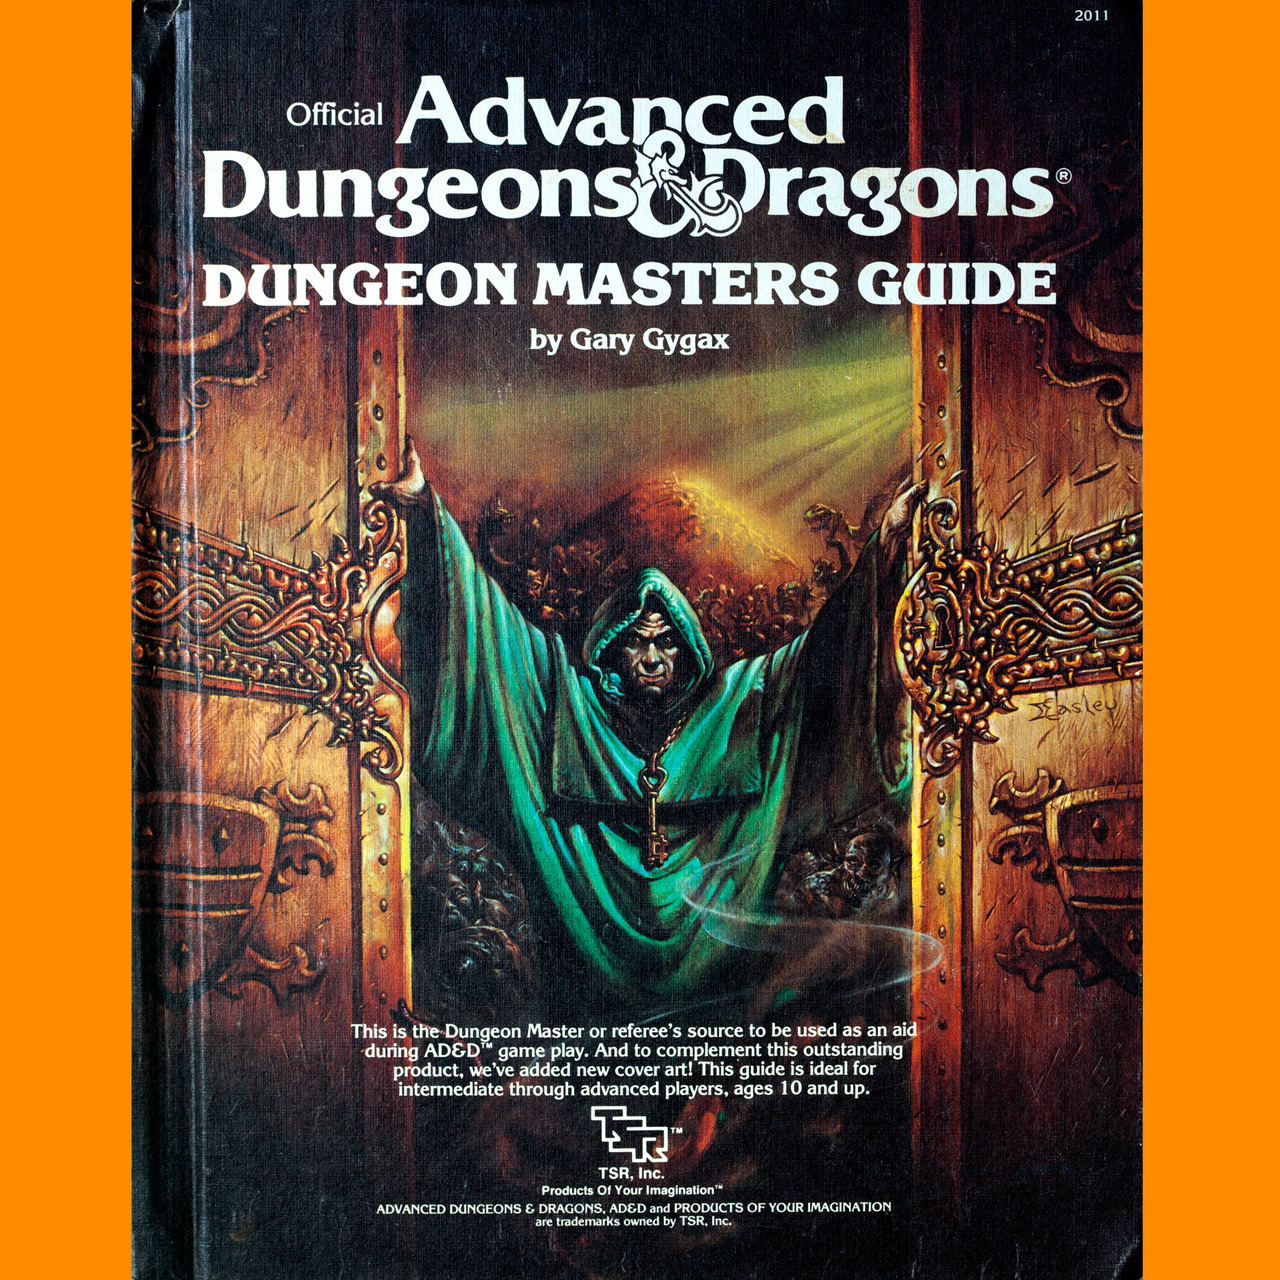 2011
Official Advanced
Dungeons & Dragons®
DUNGEON MASTERS GUIDE
by Gary Gygax
JEasley
This is the Dungeon Master or referee's source to be used as an aid
during AD&D™ game play. And to complement this outstanding
product, we've added new cover art! This guide is ideal for
intermediate through advanced players, ages 10 and up.
TSR™
TSR, Inc.
Products Of Your Imagination™
ADVANCED DUNGEONS & DRAGONS, AD&D and PRODUCTS OF YOUR IMAGINATION
are trademarks owned by TSR, Inc.